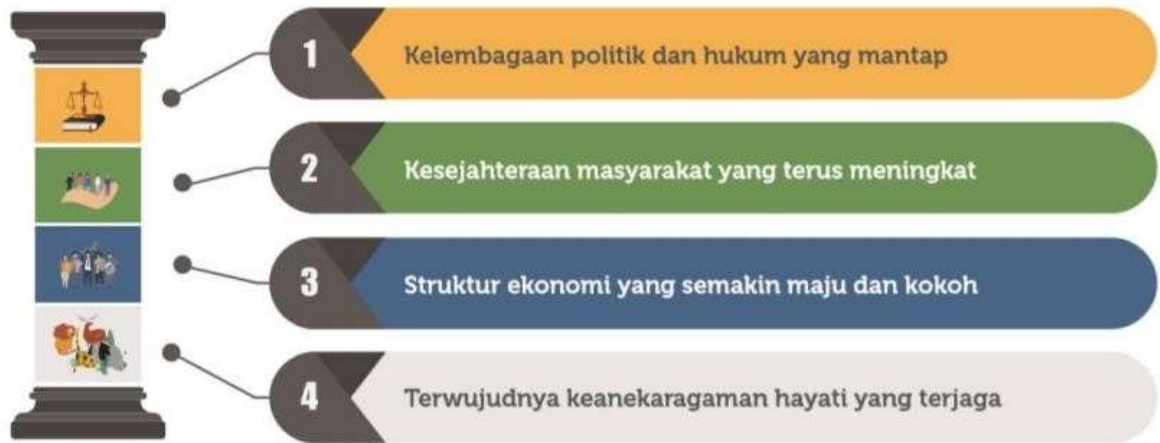 1
Kelembagaan politik dan hukum yang mantap
2
Kesejahteraan masyarakat yang terus meningkat
3
Struktur ekonomi yang semakin maju dan kokoh
4
Terwujudnya keanekaragaman hayati yang terjaga